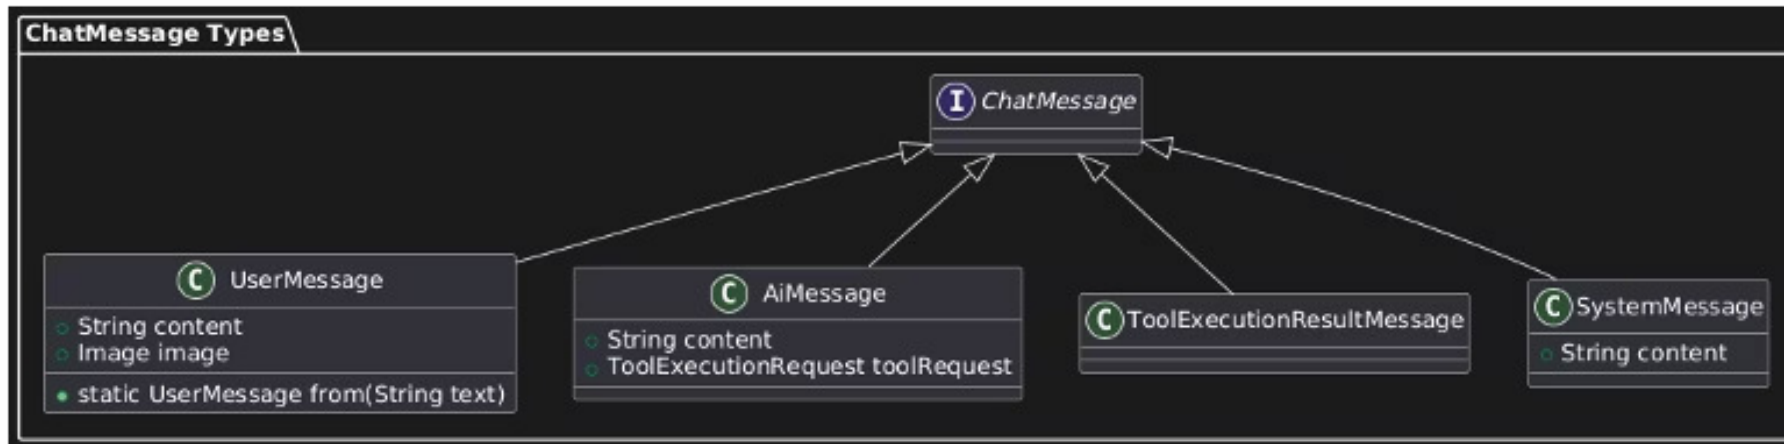 ChatMessage Types
I ChatMessage
C UserMessage
String content
Image image
static UserMessage from(String text)
C AiMessage
String content
ToolExecutionRequest toolRequest
C ToolExecutionResultMessage
C SystemMessage
String content